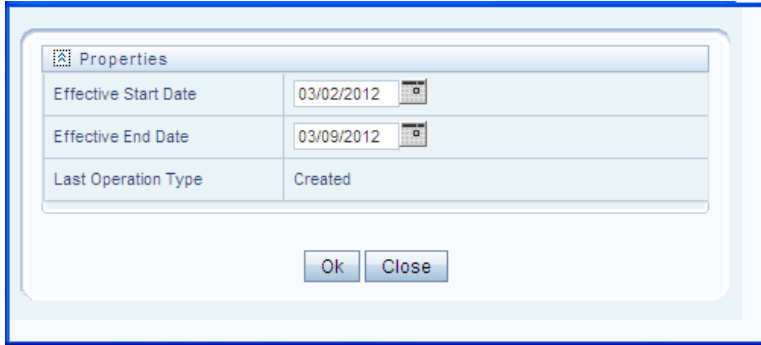 Properties
Effective Start Date 03/02/2012
Effective End Date 03/09/2012
Last Operation Type Created
Ok Close